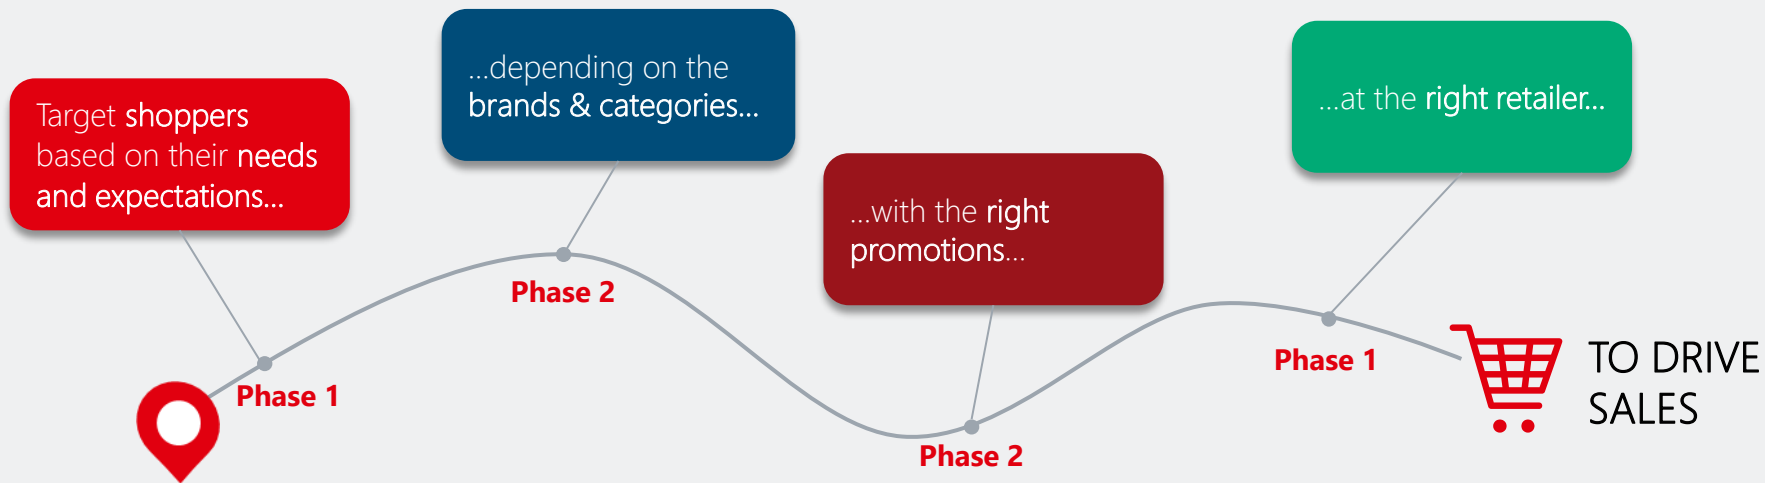 Target shoppers
based on their needs
and expectations...
Phase 1
...depending on the
brands & categories...
Phase 2
...with the right
promotions...
Phase 2
...at the right retailer...
Phase 1
TO DRIVE
SALES